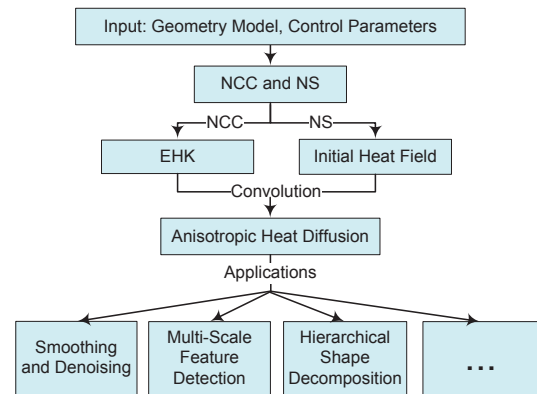 Input: Geometry Model, Control Parameters
NCC and NS
NCC
NS
EHK
Initial Heat Field
Convolution
Anisotropic Heat Diffusion
Applications
Smoothing
and Denoising
Multi-Scale
Feature
Detection
Hierarchical
Shape
Decomposition
...